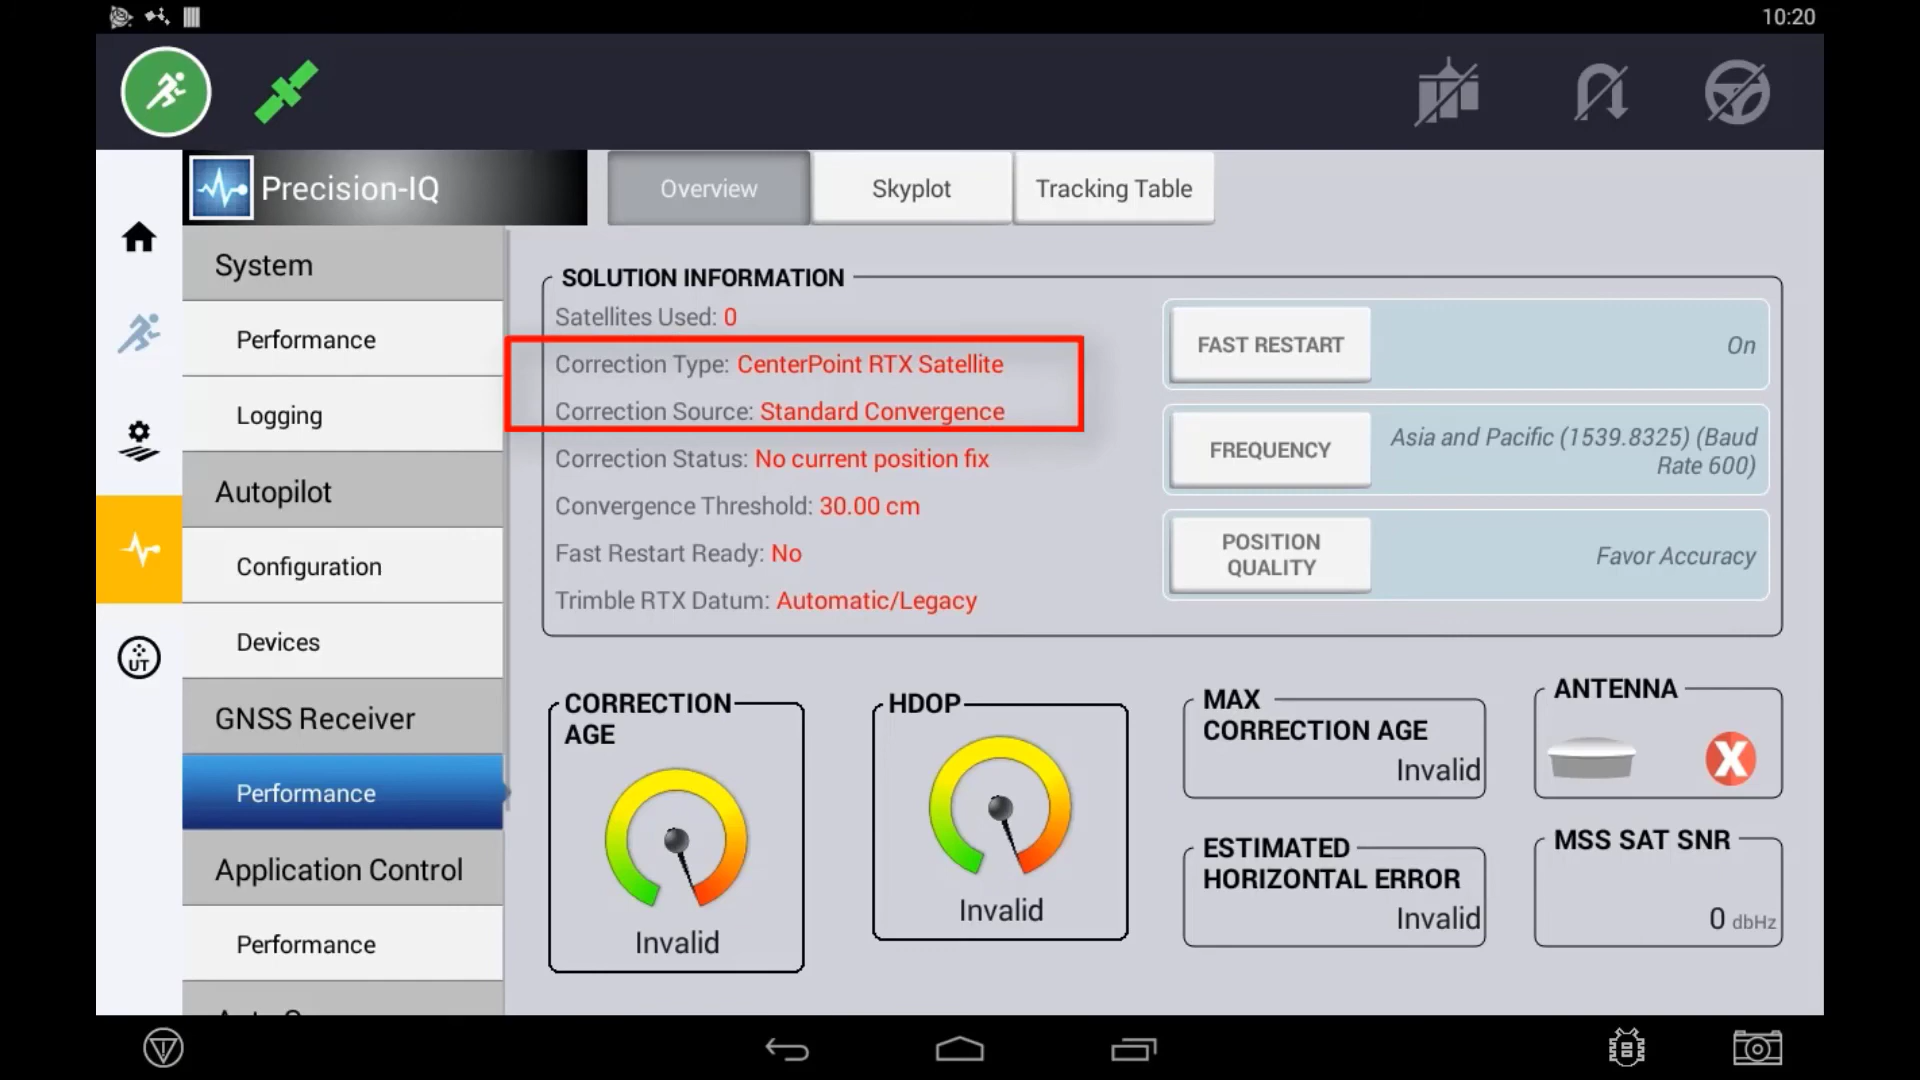 10:20
Precision-IQ
Overview
Skyplot
Tracking Table
System
Performance
Logging
Autopilot
Configuration
Devices
GNSS Receiver
Performance
Application Control
Performance
UT
SOLUTION INFORMATION
Satellites Used: 0
Correction Type: CenterPoint RTX Satellite
Correction Source: Standard Convergence
Correction Status: No current position fix
Convergence Threshold: 30.00 cm
Fast Restart Ready: No
Trimble RTX Datum: Automatic/Legacy
FAST RESTART
On
FREQUENCY
Asia and Pacific (1539.8325) (Baud
Rate 600)
POSITION
QUALITY
Favor Accuracy
CORRECTION
AGE
Invalid
HDOP
Invalid
MAX
CORRECTION AGE
Invalid
ESTIMATED
HORIZONTAL ERROR
Invalid
ANTENNA
X
MSS SAT SNR
0 dbHz